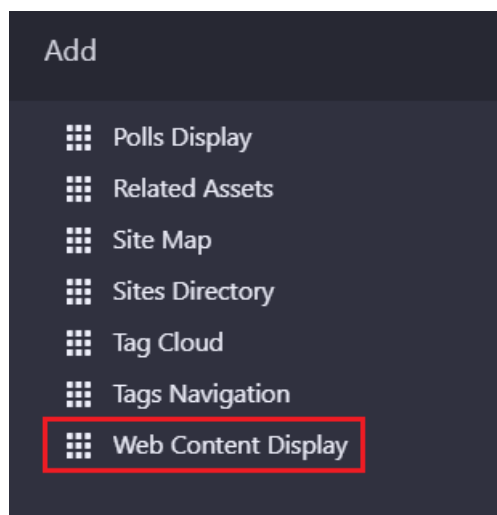 Add
Polls Display
Related Assets
Site Map
Sites Directory
Tag Cloud
Tags Navigation
Web Content Display